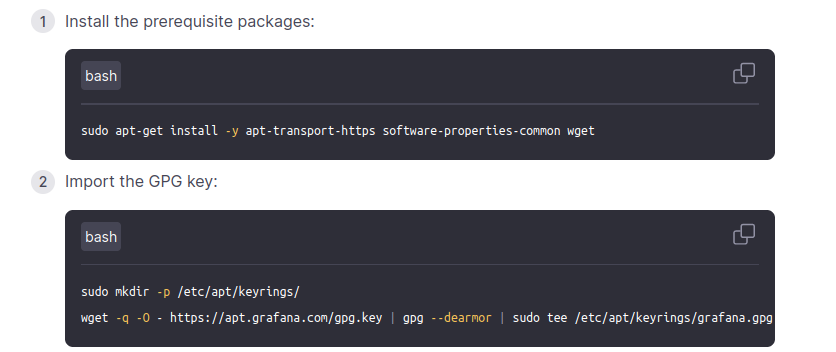 1 Install the prerequisite packages:
bash
sudo apt-get install -y apt-transport-https software-properties-common wget
2 Import the GPG key:
bash
sudo mkdir -p /etc/apt/keyrings/
wget -q -O - https://apt.grafana.com/gpg.key | gpg --dearmor | sudo tee /etc/apt/keyrings/grafana.gpg